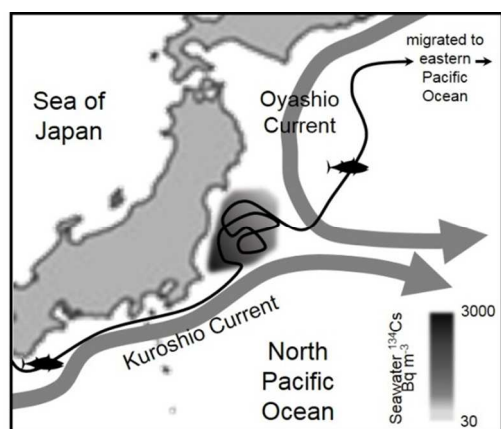 migrated to
eastern
Pacific
Ocean
Sea of
Japan
Oyashio
Current
Kuroshio Current
North
Pacific
Ocean
Seawater ¹³⁴Cs
Bq m⁻³
3000
30